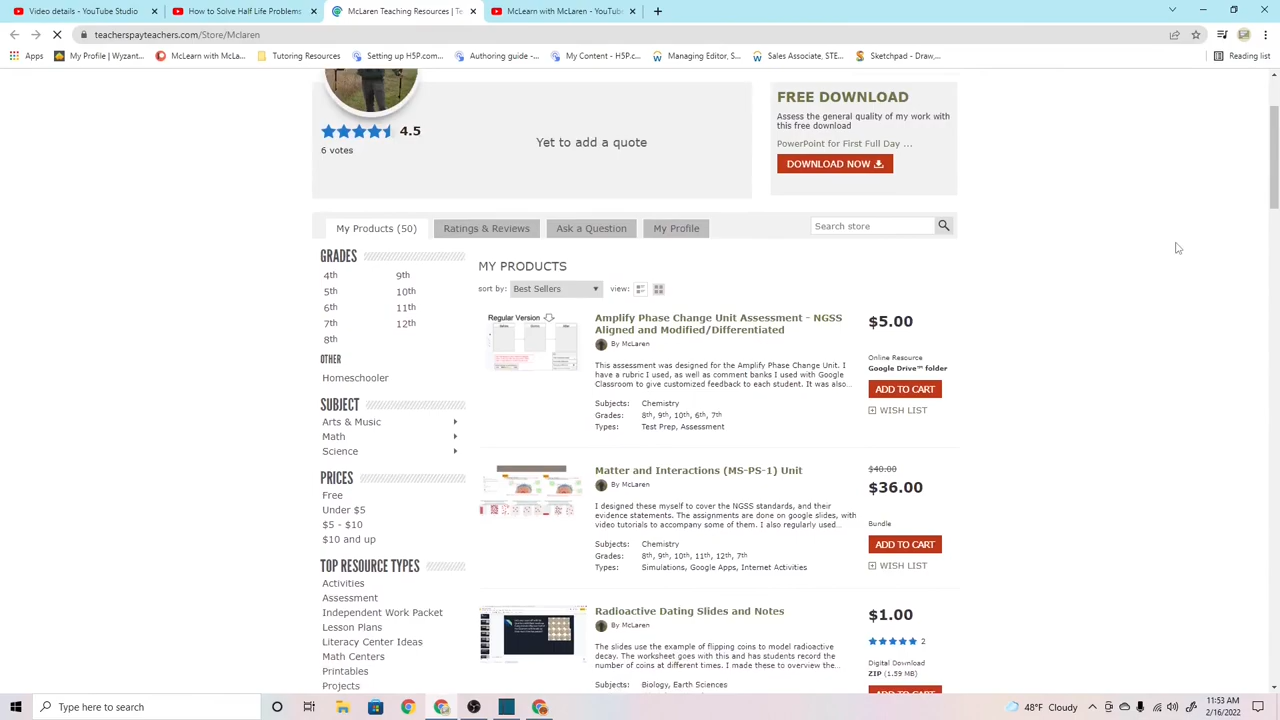 Video details - YouTube Studio
How to Solve Half Life Problems
McLaren Teaching Resources | Te
McLearn with McLaren - YouTube
teacherspayteachers.com/Store/Mclaren
Apps
My Profile | Wyzant...
McLearn with McLa...
Tutoring Resources
Setting up H5P.com...
Authoring guide -...
My Content - H5P.c...
Managing Editor, S...
Sales Associate, STE...
Sketchpad - Draw,...
Reading list
4.5
6 votes
Yet to add a quote
FREE DOWNLOAD
Assess the general quality of my work with
this free download
PowerPoint for First Full Day ...
DOWNLOAD NOW
My Products (50)
Ratings & Reviews
Ask a Question
My Profile
Search store
GRADES
4th 9th
5th 10th
6th 11th
7th 12th
8th
OTHER
Homeschooler
SUBJECT
Arts & Music
Math
Science
PRICES
Free
Under $5
$5 - $10
$10 and up
TOP RESOURCE TYPES
Activities
Assessment
Independent Work Packet
Lesson Plans
Literacy Center Ideas
Math Centers
Printables
Projects
MY PRODUCTS
sort by: Best Sellers view:
Regular Version
Amplify Phase Change Unit Assessment - NGSS
Aligned and Modified/Differentiated
By McLaren
This assessment was designed for the Amplify Phase Change Unit. I
have a rubric I used, as well as comment banks I used with Google
Classroom to give customized feedback to each student. It was also...
Subjects: Chemistry
Grades: 8th, 9th, 10th, 6th, 7th
Types: Test Prep, Assessment
$5.00
Online Resource
Google Drive™ folder
ADD TO CART
WISH LIST
Matter and Interactions (MS-PS-1) Unit
By McLaren
I designed these myself to cover the NGSS standards, and their
evidence statements. The assignments are done on google slides, with
video tutorials to accompany some of them. I also regularly used...
Subjects: Chemistry
Grades: 8th, 9th, 10th, 11th, 12th, 7th
Types: Simulations, Google Apps, Internet Activities
$40.00
$36.00
Bundle
ADD TO CART
WISH LIST
Radioactive Dating Slides and Notes
By McLaren
The slides use the example of flipping coins to model radioactive
decay. The worksheet goes with this and has students record the
number of coins at different times. I made these to overview the...
Subjects: Biology, Earth Sciences
$1.00
2
Digital Download
ZIP (1.59 MB)
ADD TO CART
Type here to search
48°F Cloudy
11:53 AM
2/16/2022